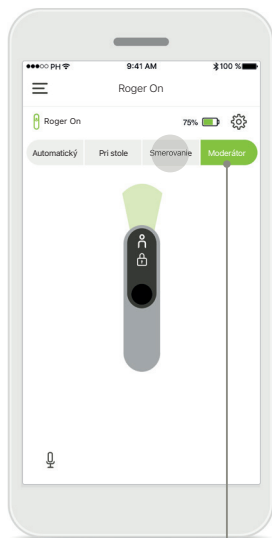 PH 9:41 AM 100 %
Roger On
Roger On 75%
Automatický Pri stole Smerovanie Moderátor